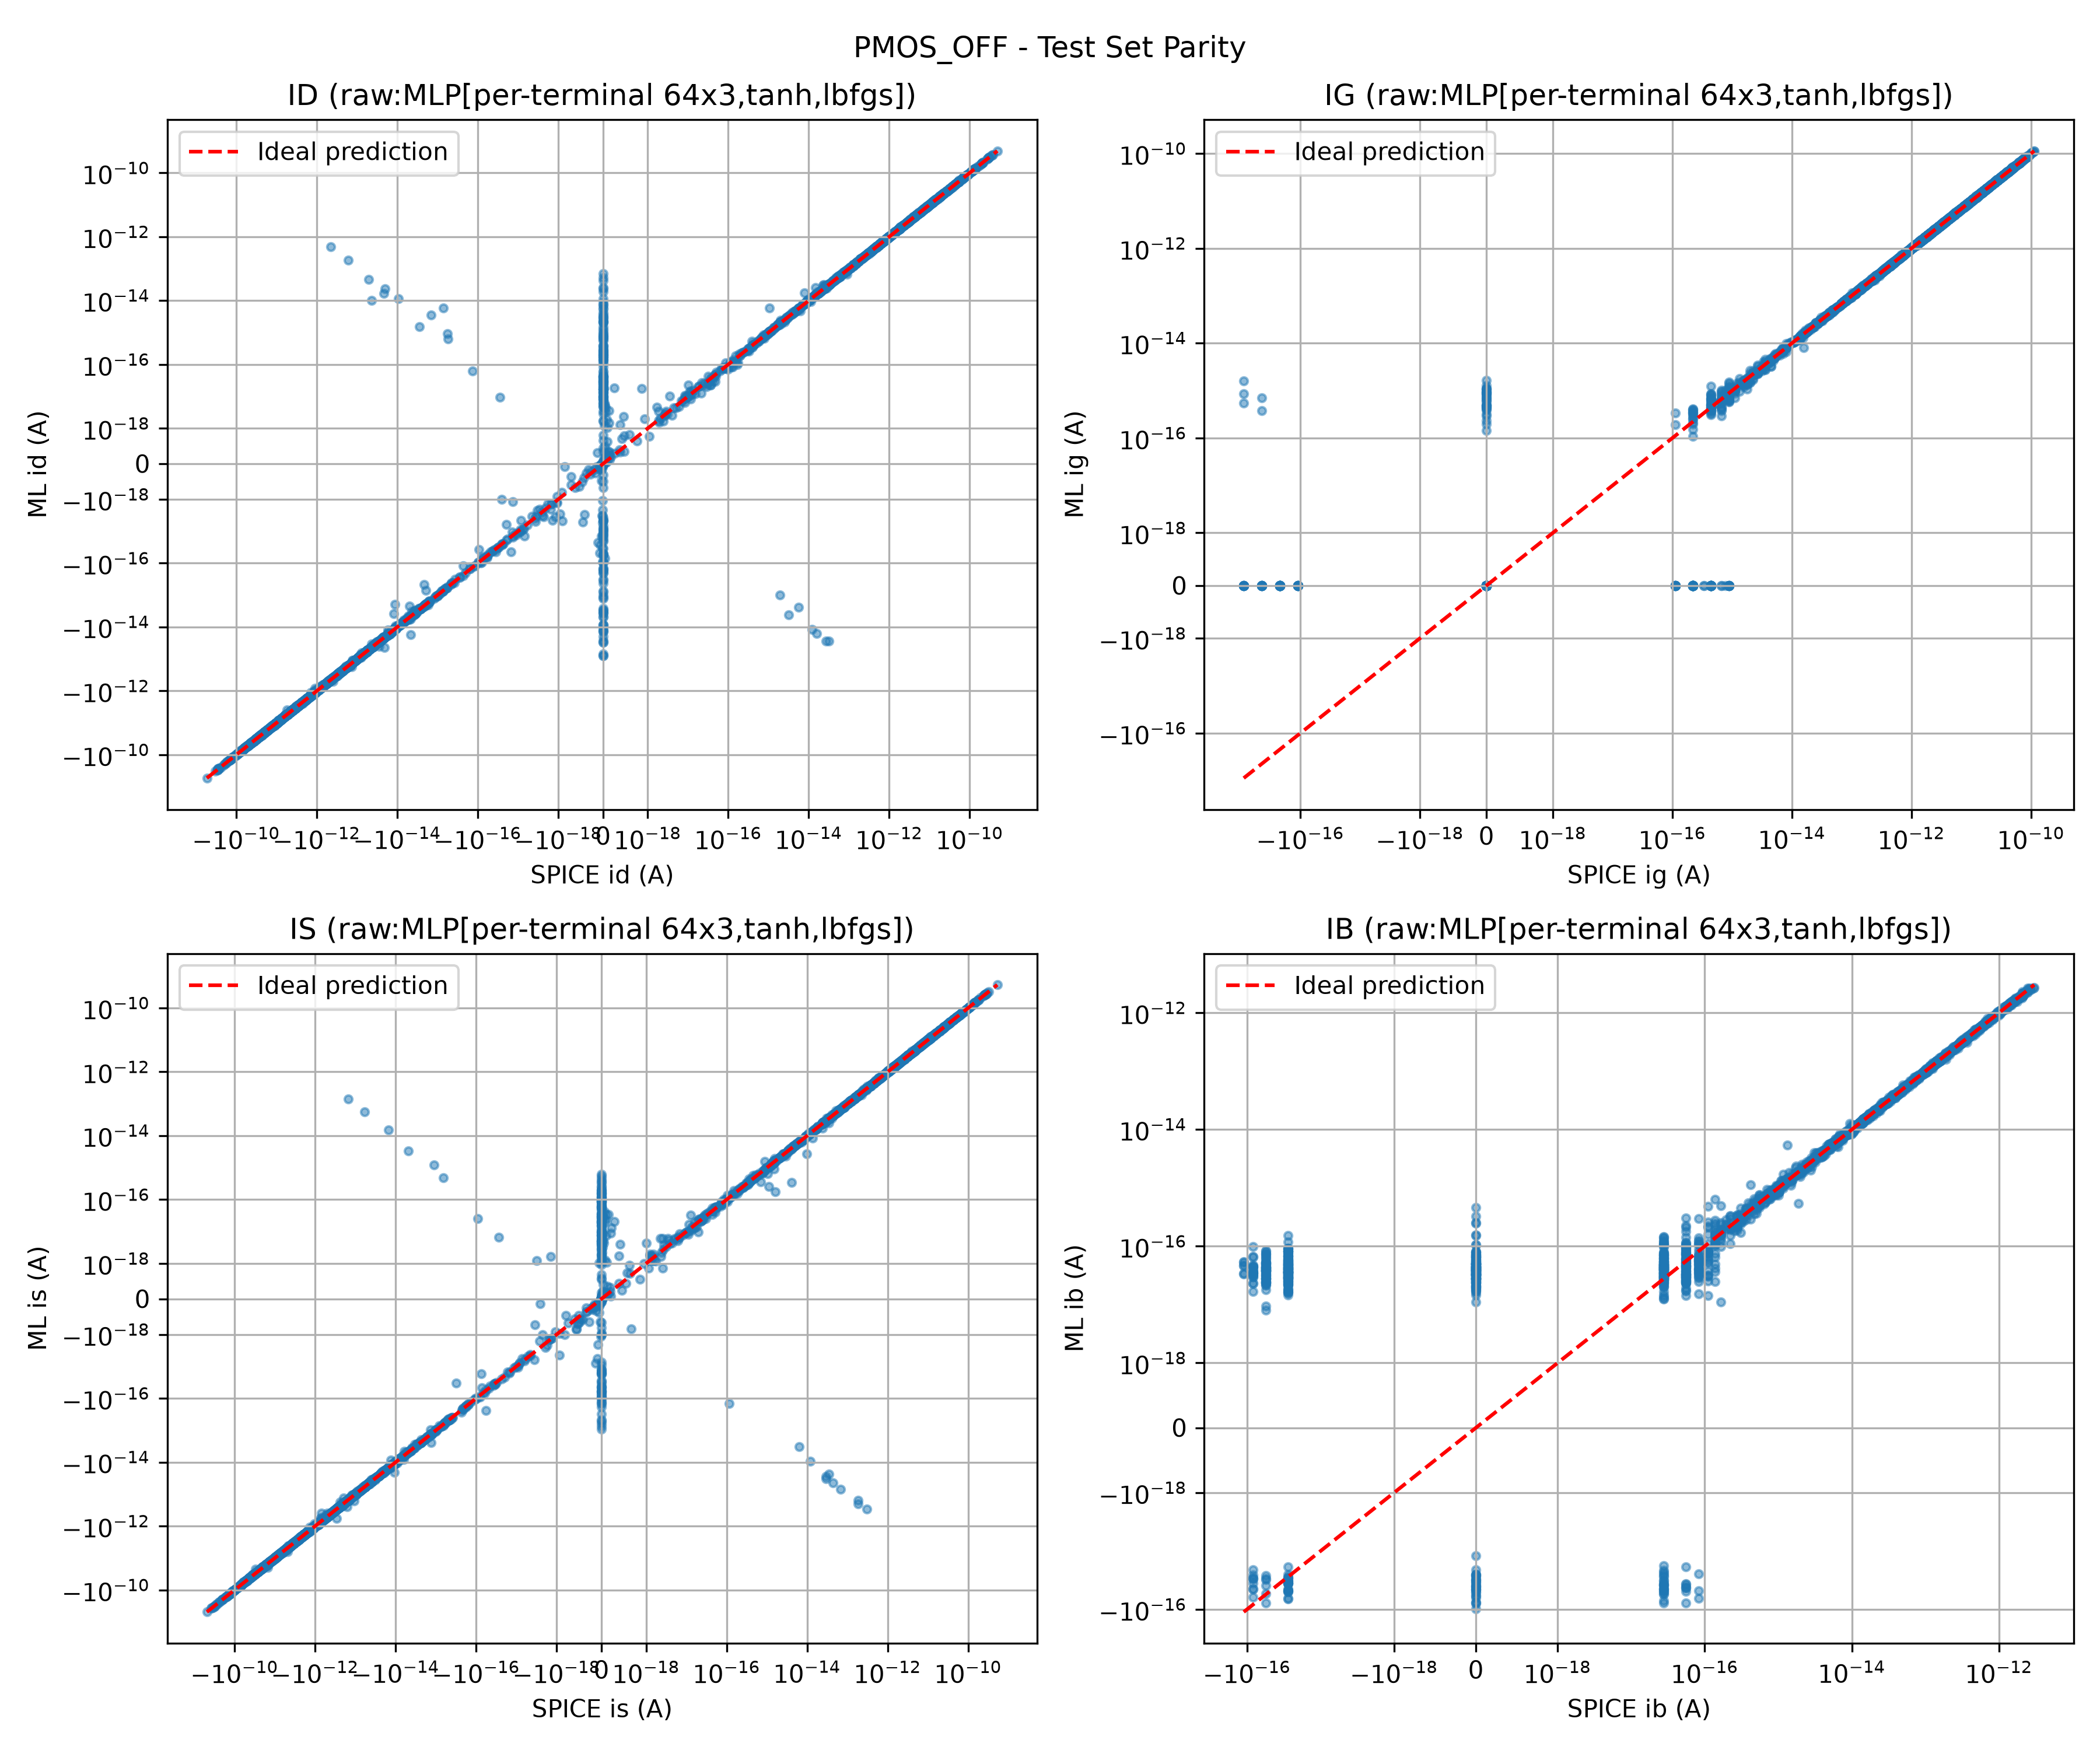 PMOS_OFF - Test Set Parity
ID (raw:MLP[per-terminal 64x3,tanh,lbfgs])
Ideal prediction
10⁻¹⁰
10⁻¹²
10⁻¹⁴
10⁻¹⁶
10⁻¹⁸
0
−10⁻¹⁸
−10⁻¹⁶
−10⁻¹⁴
−10⁻¹²
−10⁻¹⁰
ML id (A)
−10⁻¹⁰ −10⁻¹² −10⁻¹⁴ −10⁻¹⁶ −10⁻¹⁸ 0 10⁻¹⁸ 10⁻¹⁶ 10⁻¹⁴ 10⁻¹² 10⁻¹⁰
SPICE id (A)
IG (raw:MLP[per-terminal 64x3,tanh,lbfgs])
Ideal prediction
10⁻¹⁰
10⁻¹²
10⁻¹⁴
10⁻¹⁶
10⁻¹⁸
0
−10⁻¹⁸
−10⁻¹⁶
ML ig (A)
−10⁻¹⁶ −10⁻¹⁸ 0 10⁻¹⁸ 10⁻¹⁶ 10⁻¹⁴ 10⁻¹² 10⁻¹⁰
SPICE ig (A)
IS (raw:MLP[per-terminal 64x3,tanh,lbfgs])
Ideal prediction
10⁻¹⁰
10⁻¹²
10⁻¹⁴
10⁻¹⁶
10⁻¹⁸
0
−10⁻¹⁸
−10⁻¹⁶
−10⁻¹⁴
−10⁻¹²
−10⁻¹⁰
ML is (A)
−10⁻¹⁰ −10⁻¹² −10⁻¹⁴ −10⁻¹⁶ −10⁻¹⁸ 0 10⁻¹⁸ 10⁻¹⁶ 10⁻¹⁴ 10⁻¹² 10⁻¹⁰
SPICE is (A)
IB (raw:MLP[per-terminal 64x3,tanh,lbfgs])
Ideal prediction
10⁻¹²
10⁻¹⁴
10⁻¹⁶
10⁻¹⁸
0
−10⁻¹⁸
−10⁻¹⁶
ML ib (A)
−10⁻¹⁶ −10⁻¹⁸ 0 10⁻¹⁸ 10⁻¹⁶ 10⁻¹⁴ 10⁻¹²
SPICE ib (A)